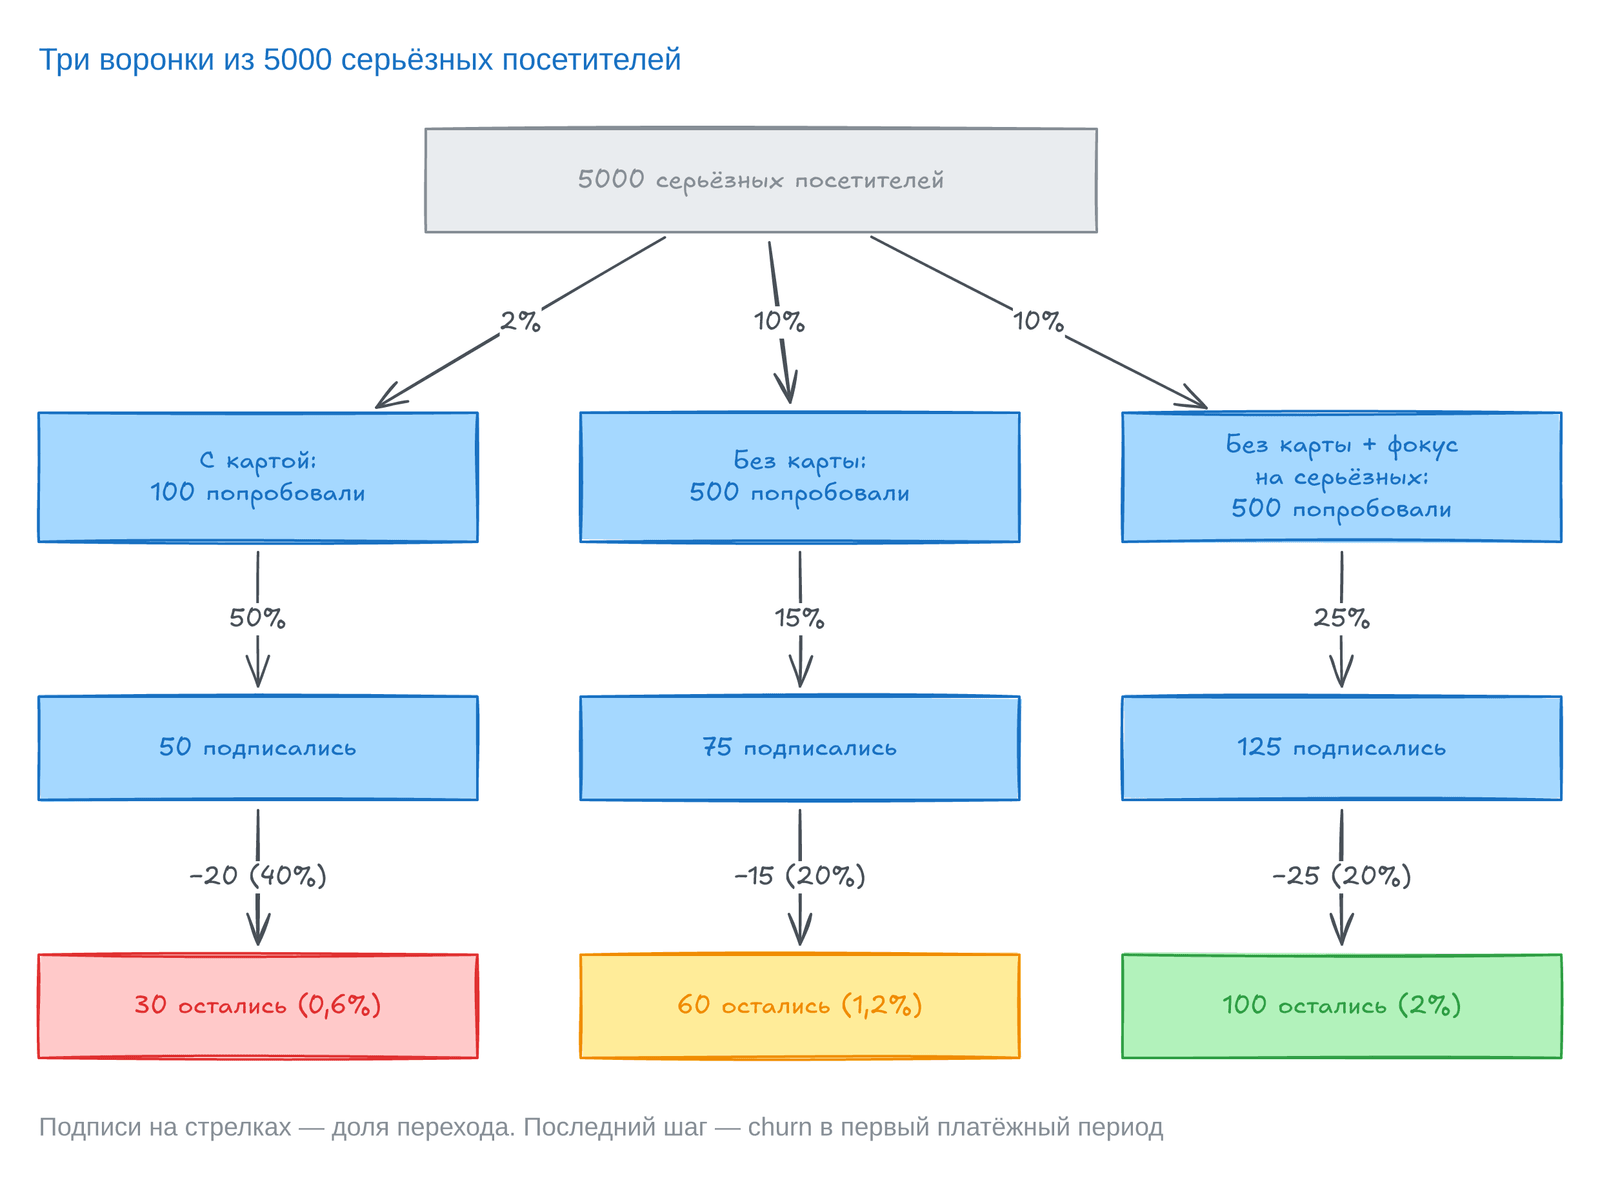 Три воронки из 5000 серьёзных посетителей
5000 серьёзных посетителей
2%
10%
10%
С картой:
100 попробовали
Без карты:
500 попробовали
Без карты + фокус
на серьёзных:
500 попробовали
50%
15%
25%
50 подписались
75 подписались
125 подписались
−20 (40%)
−15 (20%)
−25 (20%)
30 остались (0,6%)
60 остались (1,2%)
100 остались (2%)
Подписи на стрелках — доля перехода. Последний шаг — churn в первый платёжный период